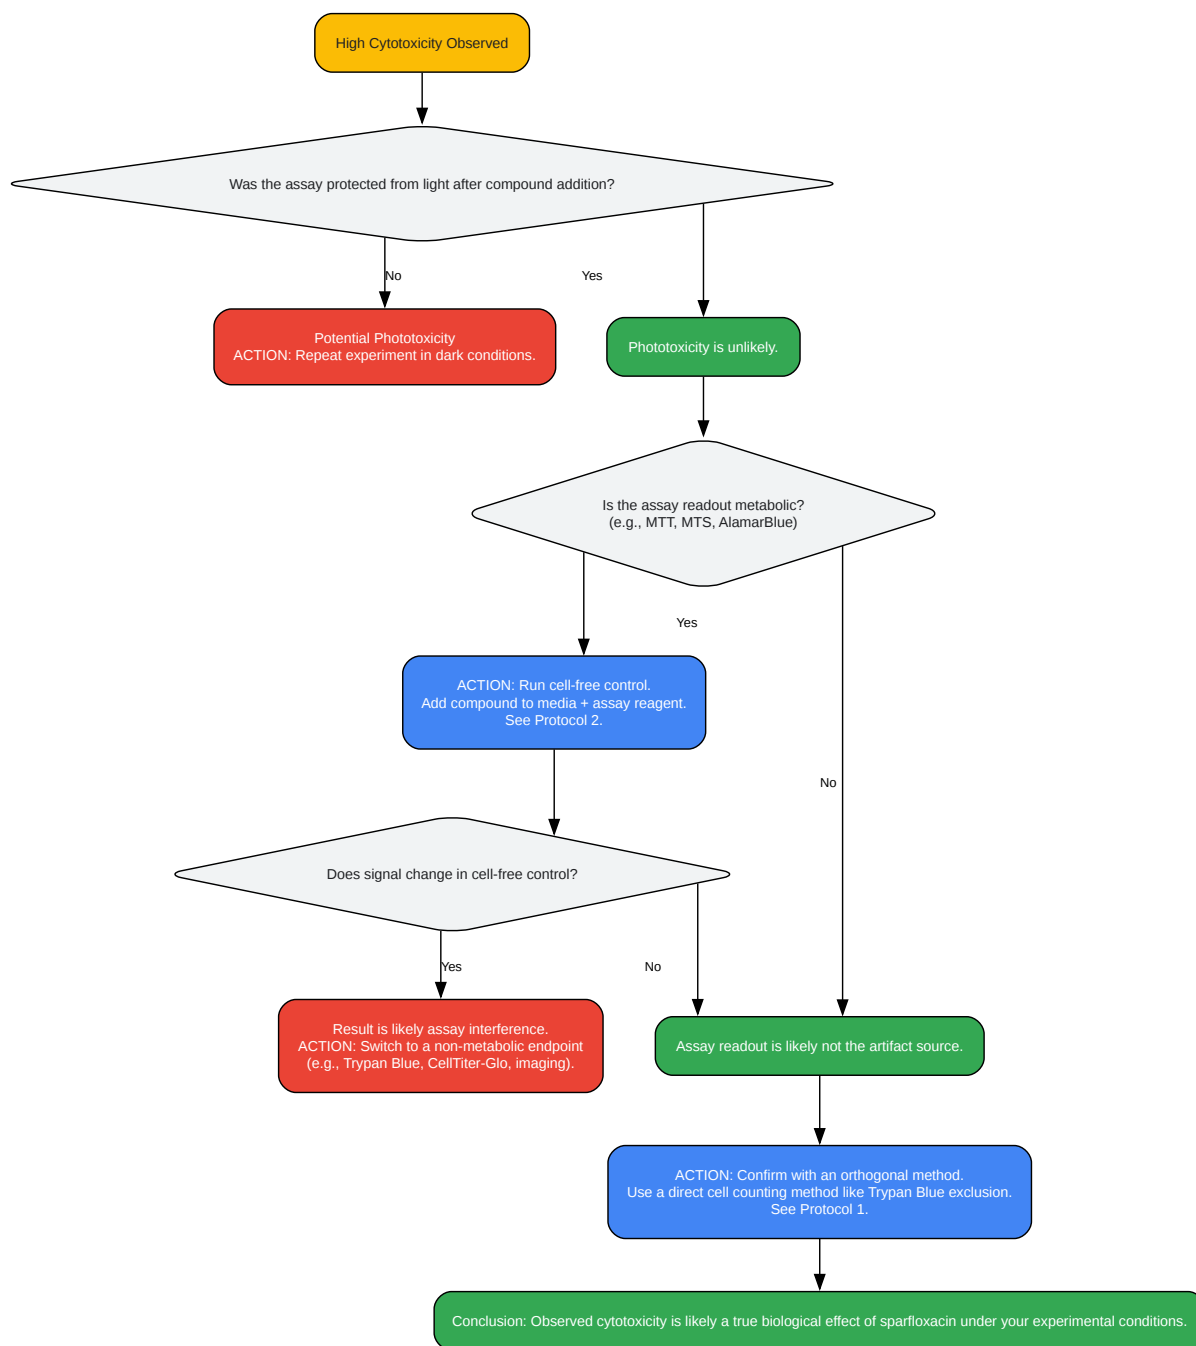 High Cytotoxicity Observed
Was the assay protected from light after compound addition?
No
Yes
Potential Phototoxicity
ACTION: Repeat experiment in dark conditions.
Phototoxicity is unlikely.
Is the assay readout metabolic?
(e.g., MTT, MTS, AlamarBlue)
Yes
ACTION: Run cell-free control.
Add compound to media + assay reagent.
See Protocol 2.
No
Does signal change in cell-free control?
Yes
No
Result is likely assay interference.
ACTION: Switch to a non-metabolic endpoint
(e.g., Trypan Blue, CellTiter-Glo, imaging).
Assay readout is likely not the artifact source.
ACTION: Confirm with an orthogonal method.
Use a direct cell counting method like Trypan Blue exclusion.
See Protocol 1.
Conclusion: Observed cytotoxicity is likely a true biological effect of sparfloxacin under your experimental conditions.